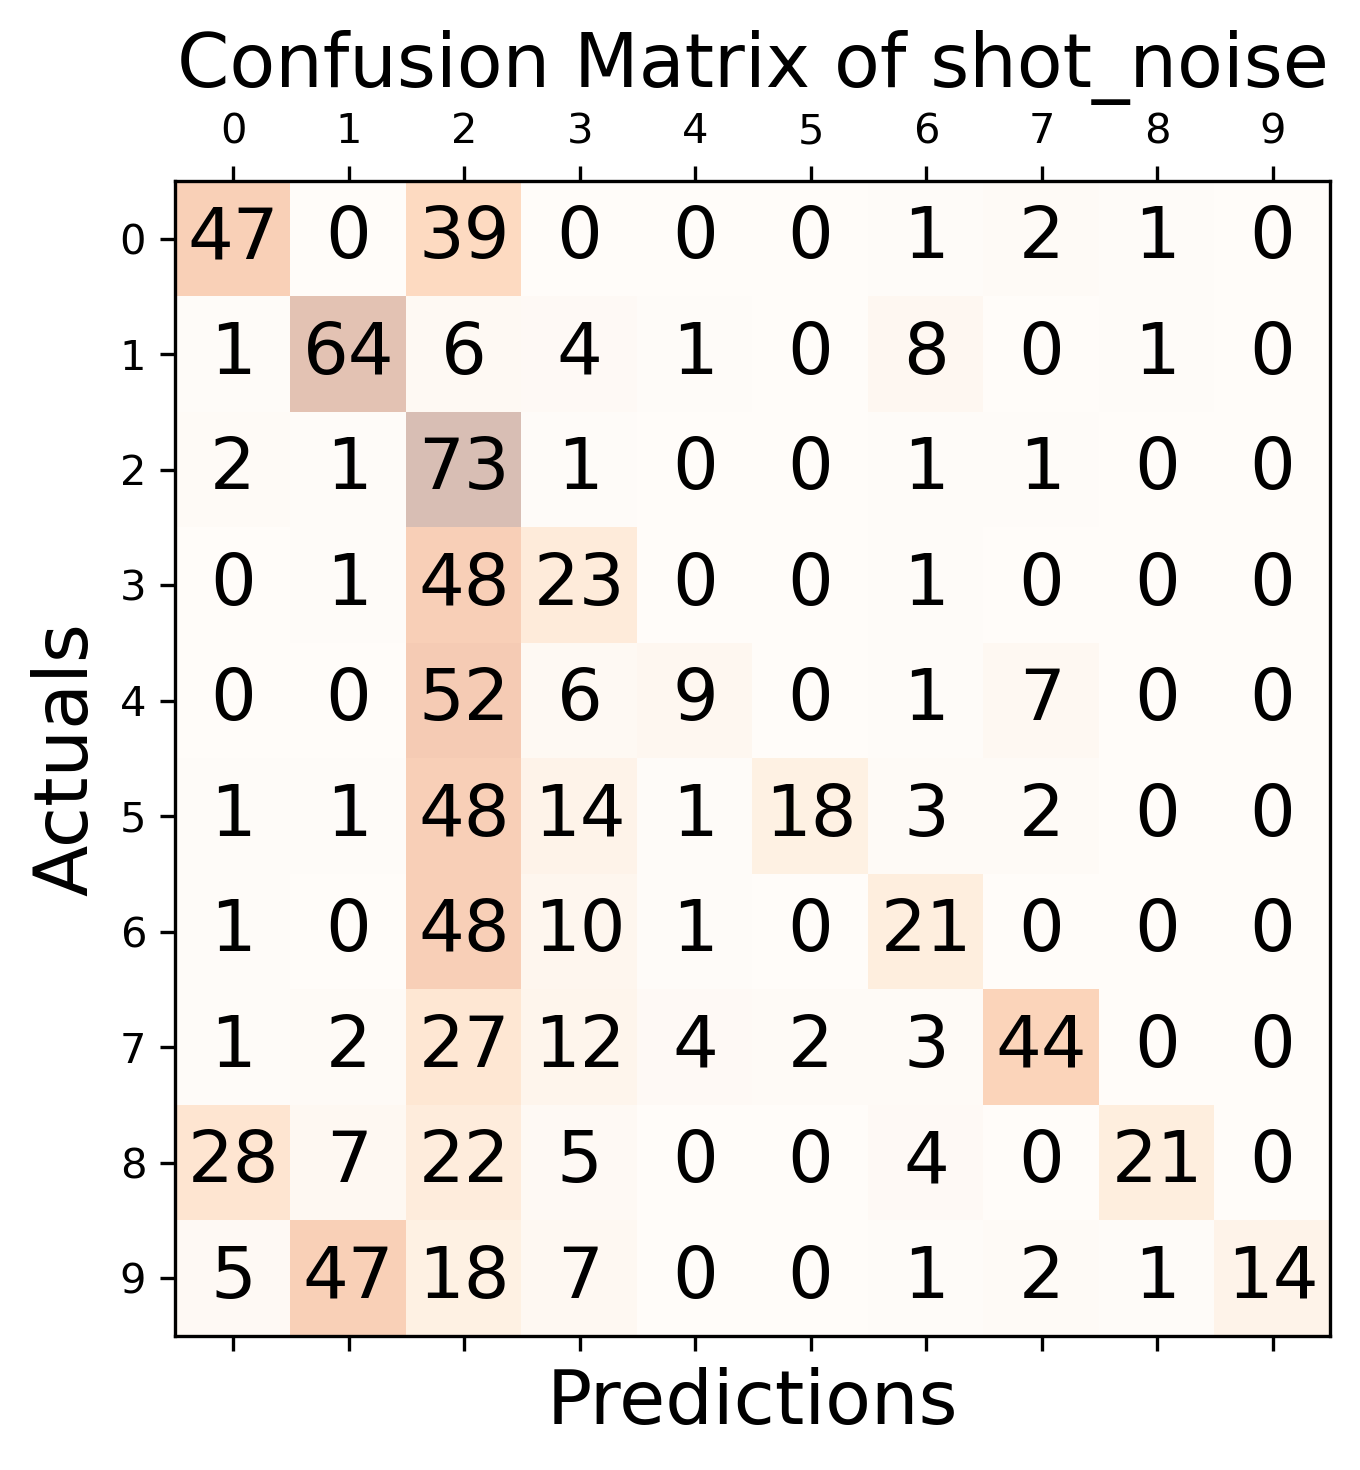 Confusion Matrix of shot_noise
0 1 2 3 4 5 6 7 8 9
0 47 0 39 0 0 0 1 2 1 0
1 1 64 6 4 1 0 8 0 1 0
2 2 1 73 1 0 0 1 1 0 0
3 0 1 48 23 0 0 1 0 0 0
4 0 0 52 6 9 0 1 7 0 0
5 1 1 48 14 1 18 3 2 0 0
6 1 0 48 10 1 0 21 0 0 0
7 1 2 27 12 4 2 3 44 0 0
8 28 7 22 5 0 0 4 0 21 0
9 5 47 18 7 0 0 1 2 1 14
Actuals
Predictions